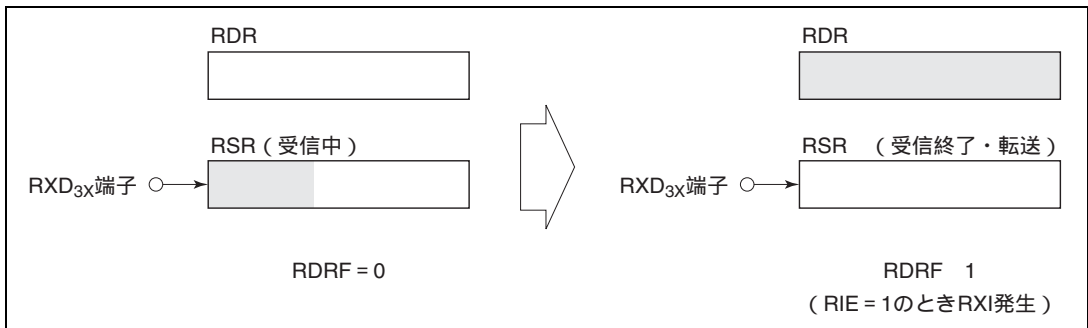 RDR
RSR（受信中）
RXD3X端子
RDRF = 0
RDR
RSR （受信終了・転送）
RXD3X端子
RDRF 1
（RIE = 1のときRXI発生）